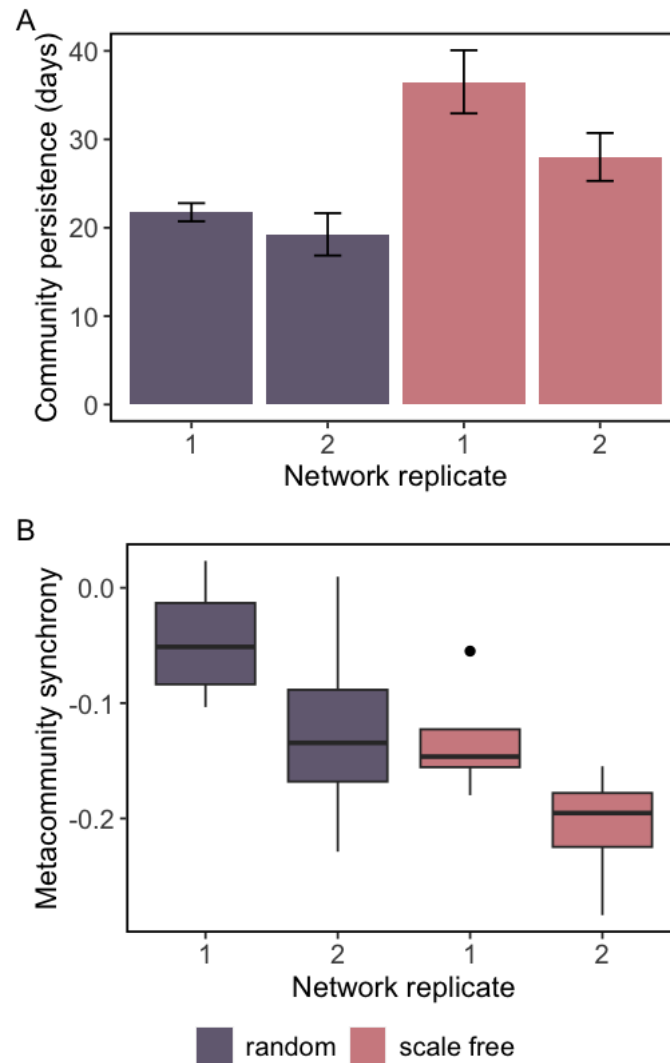 A
Community persistence (days)
40
30
20
10
0
1 2 1 2
Network replicate
B
Metacommunity synchrony
0.0
-0.1
-0.2
1 2 1 2
Network replicate
random scale free